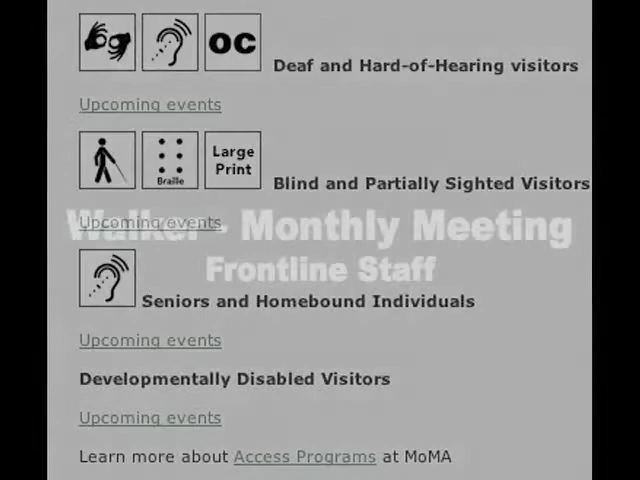 OC
Deaf and Hard-of-Hearing visitors
Upcoming events
Braille
Large Print
Blind and Partially Sighted Visitors
Upcoming events
Walker - Monthly Meeting
Frontline Staff
Seniors and Homebound Individuals
Upcoming events
Developmentally Disabled Visitors
Upcoming events
Learn more about Access Programs at MoMA